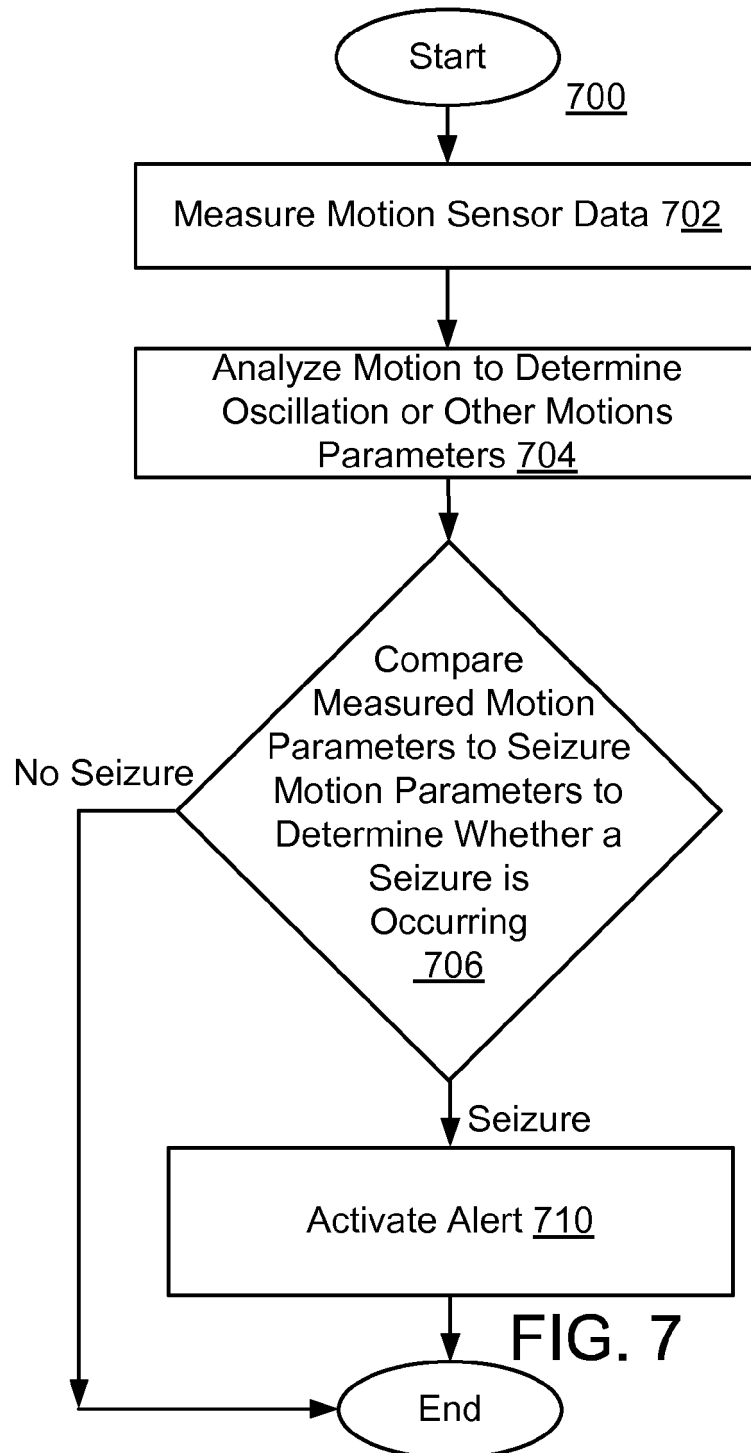 Start
700
Measure Motion Sensor Data 702
Analyze Motion to Determine
Oscillation or Other Motions
Parameters 704
Compare
Measured Motion
Parameters to Seizure
Motion Parameters to
Determine Whether a
Seizure is
Occurring
706
No Seizure
Seizure
Activate Alert 710
FIG. 7
End